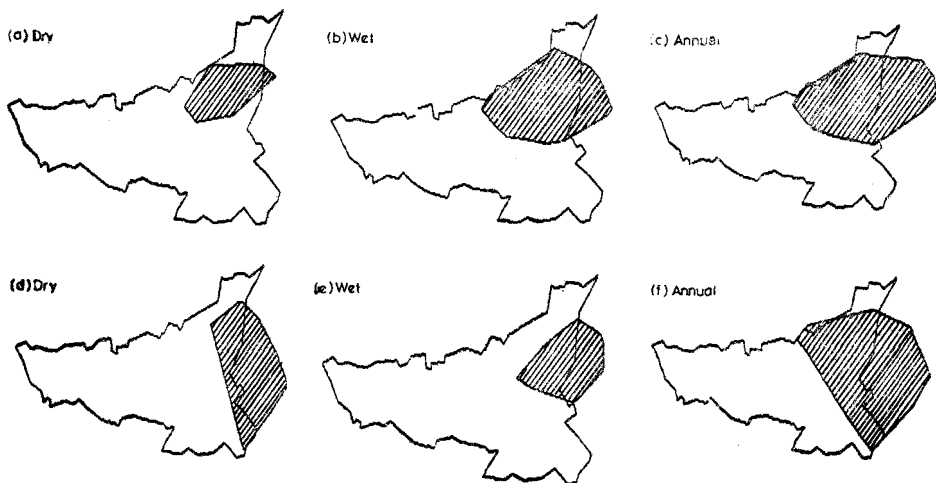 (a) Dry
(b) Wet
(c) Annual
(d) Dry
(e) Wet
(f) Annual